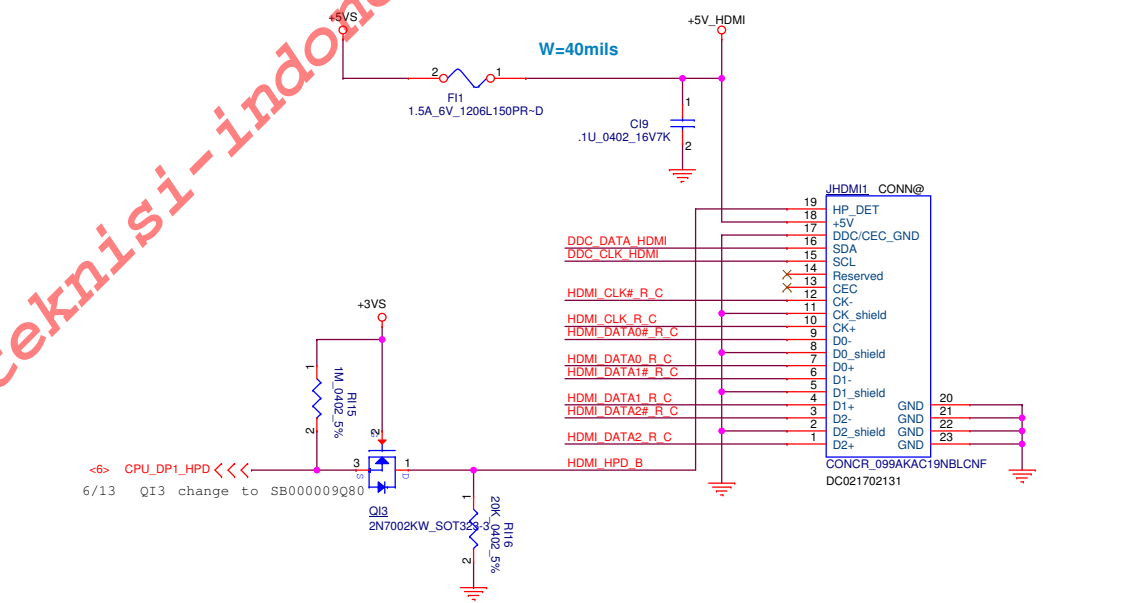 +5VS
+5V_HDMI
W=40mils
2
1
FI1
1.5A_6V_1206L150PR~D
1
CI9
.1U_0402_16V7K
2
teknisi-indone
JHDMI1 CONN@
19 HP_DET
18 +5V
17 DDC/CEC_GND
DDC_DATA_HDMI 16 SDA
DDC_CLK_HDMI 15 SCL
14 Reserved
13 CEC
HDMI_CLK#_R_C 12 CK-
11 CK_shield
HDMI_CLK_R_C 10 CK+
HDMI_DATA0#_R_C 9 D0-
8 D0_shield
HDMI_DATA0_R_C 7 D0+
HDMI_DATA1#_R_C 6 D1-
5 D1_shield
HDMI_DATA1_R_C 4 D1+ GND 20
HDMI_DATA2#_R_C 3 D2- GND 21
2 D2_shield GND 22
HDMI_DATA2_R_C 1 D2+ GND 23
CONCR_099AKAC19NBLCNF
DC021702131
+3VS
1
RI15
1M_0402_5%
2
2
G
<6> CPU_DP1_HPD
3
S
1
D
HDMI_HPD_B
6/13 QI3 change to SB000009Q80
QI3
2N7002KW_SOT323-3
1
RI16
20K_0402_5%
2